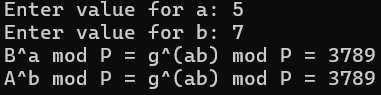 Enter value for a: 5
Enter value for b: 7
B^a mod P = g^(ab) mod P = 3789
A^b mod P = g^(ab) mod P = 3789